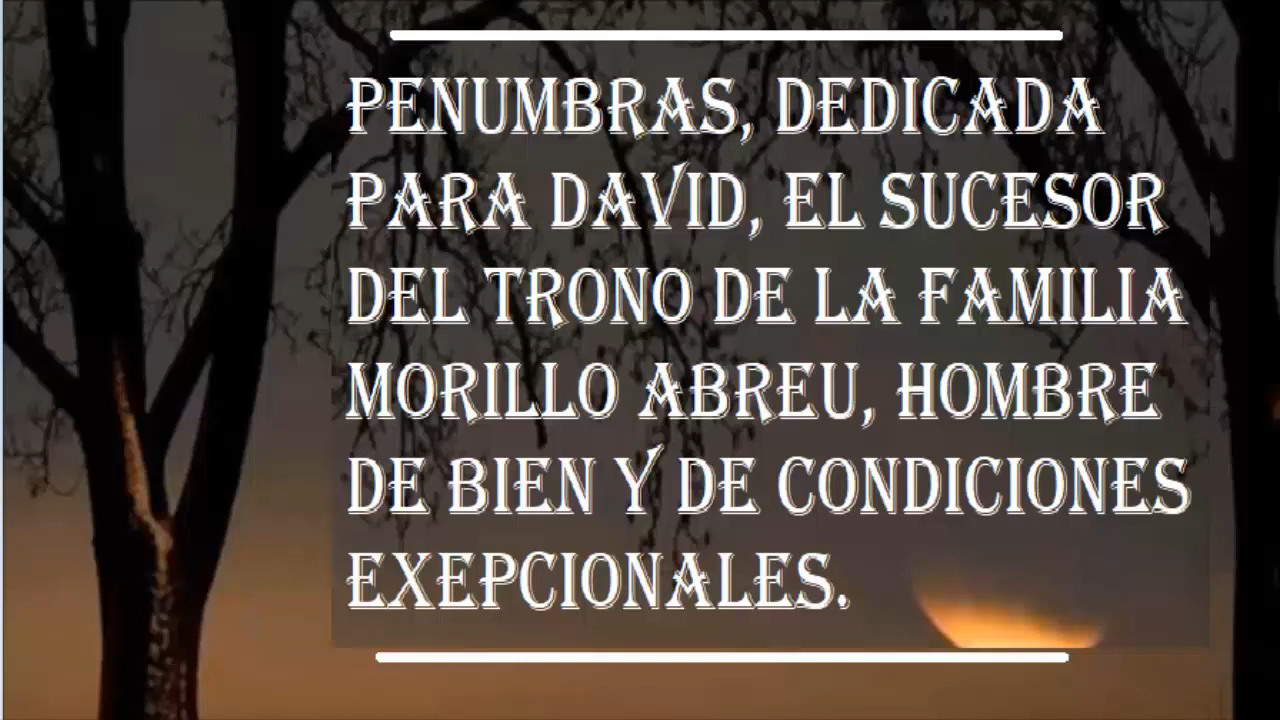 PENUMBRAS, DEDICADA
PARA DAVID, EL SUCESOR
DEL TRONO DE LA FAMILIA
MORILLO ABREU, HOMBRE
DE BIEN Y DE CONDICIONES
EXEPCIONALES.